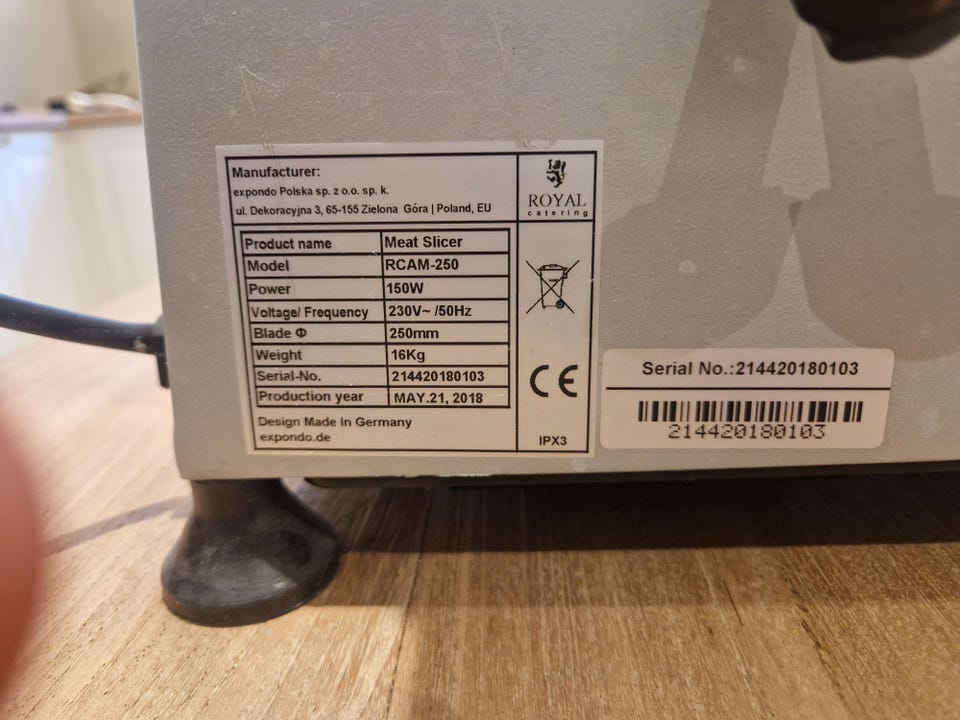 Manufacturer:
expondo Polska sp. z o.o. sp. k.
ul. Dekoracyjna 3, 65-155 Zielona Góra | Poland, EU
ROYAL
catering
Product name Meat Slicer
Model RCAM-250
Power 150W
Voltage/ Frequency 230V~ /50Hz
Blade Φ 250mm
Weight 16Kg
Serial-No. 214420180103
Production year MAY.21, 2018
Design Made In Germany
expondo.de
CE
IPX3
Serial No.:214420180103
214420180103